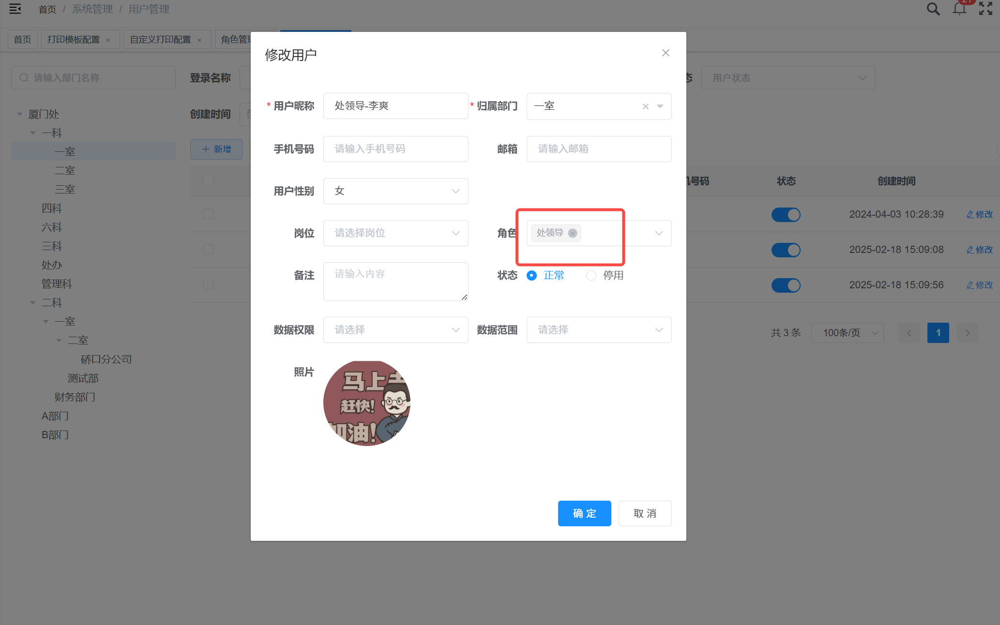 首页 / 系统管理 / 用户管理
21
首页
打印模板配置 ×
自定义打印配置 ×
角色管理
请输入部门名称
登录名称
态
用户状态
创建时间
厦门处
一科
一室
二室
三室
四科
六科
三科
处办
管理科
二科
一室
二室
硚口分公司
测试部
财务部门
A部门
B部门
新增
机号码
状态
创建时间
2024-04-03 10:28:39
修改
2025-02-18 15:09:08
修改
2025-02-18 15:09:56
修改
共 3 条
100条/页
1
修改用户
* 用户昵称
处领导-李爽
* 归属部门
一室
手机号码
请输入手机号码
邮箱
请输入邮箱
用户性别
女
岗位
请选择岗位
角色
处领导
备注
请输入内容
状态
正常
停用
数据权限
请选择
数据范围
请选择
照片
马上去
赶快!
加油!
确 定
取 消